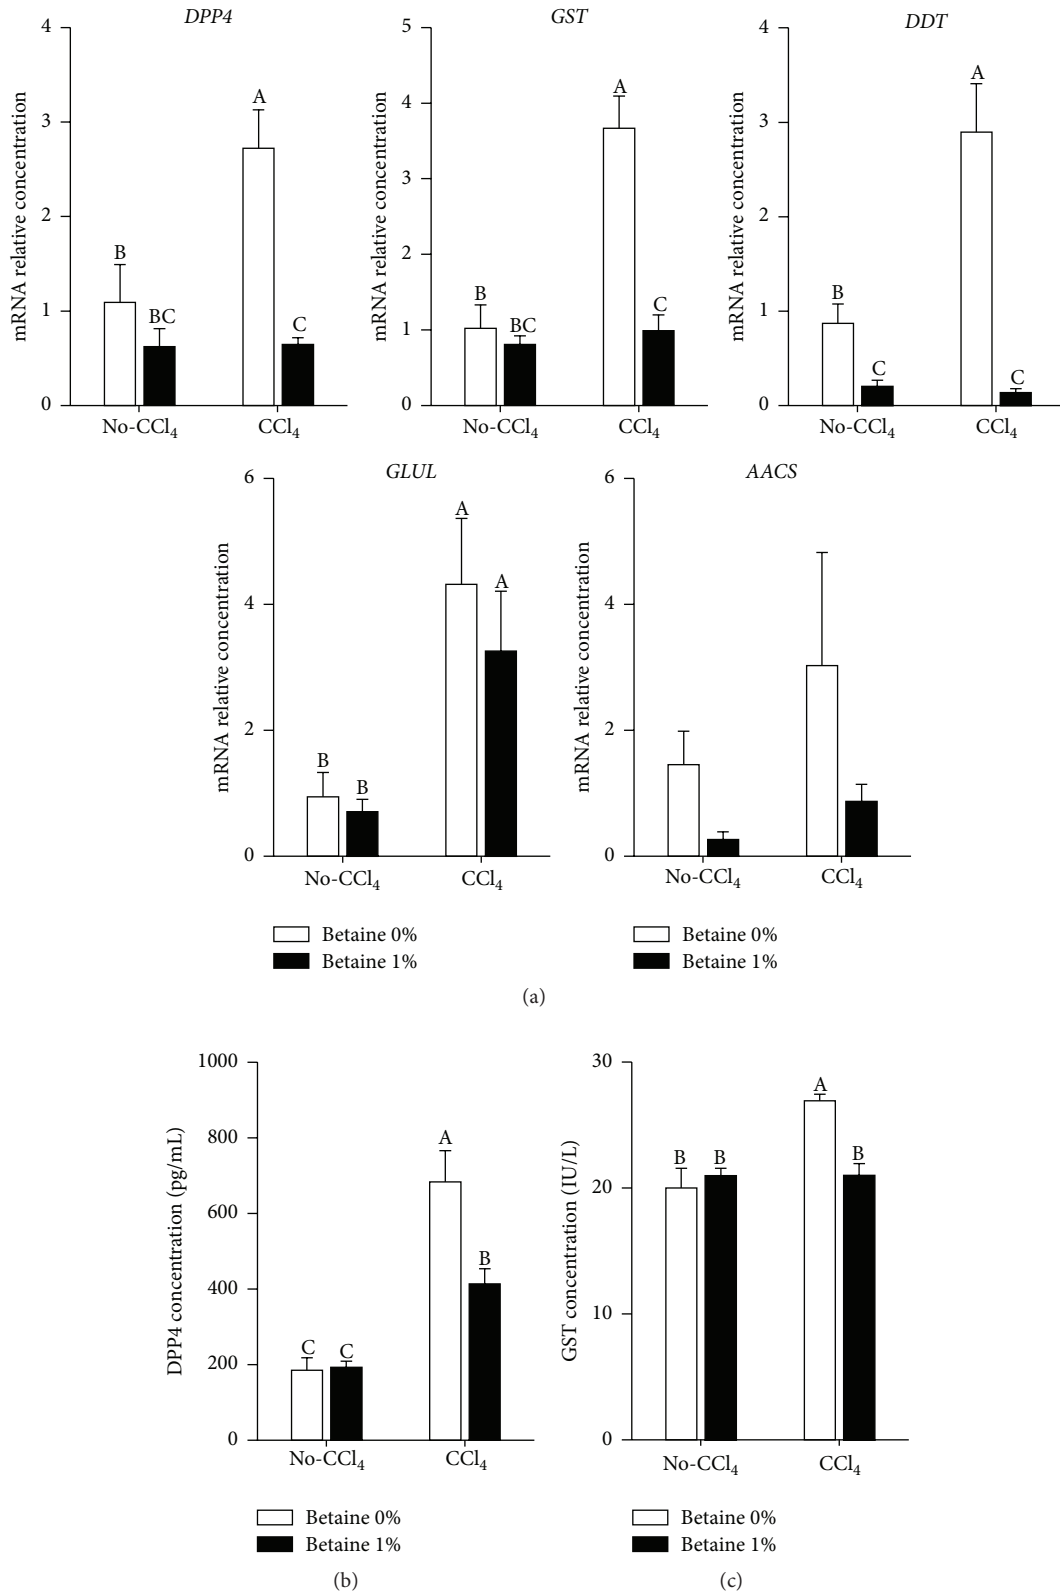 DPP4
mRNA relative concentration
4
3
2
1
0
B
BC
A
C
No-CCl4
CCl4
GST
mRNA relative concentration
5
4
3
2
1
0
B
BC
A
C
No-CCl4
CCl4
DDT
mRNA relative concentration
4
3
2
1
0
B
C
A
C
No-CCl4
CCl4
GLUL
mRNA relative concentration
6
4
2
0
B
B
A
A
No-CCl4
CCl4
Betaine 0%
Betaine 1%
AACS
mRNA relative concentration
6
4
2
0
No-CCl4
CCl4
Betaine 0%
Betaine 1%
(a)
DPP4 concentration (pg/mL)
1000
800
600
400
200
0
C
C
A
B
No-CCl4
CCl4
Betaine 0%
Betaine 1%
(b)
GST concentration (IU/L)
30
20
10
0
B
B
A
B
No-CCl4
CCl4
Betaine 0%
Betaine 1%
(c)